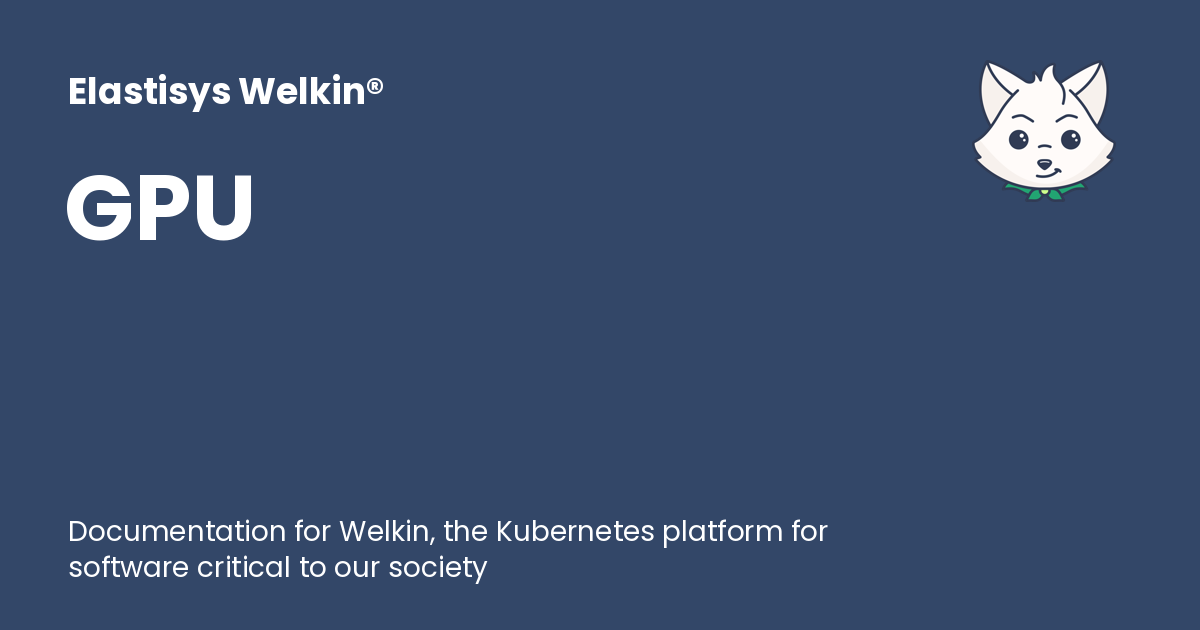 Elastisys Welkin®
GPU
Documentation for Welkin, the Kubernetes platform for
software critical to our society